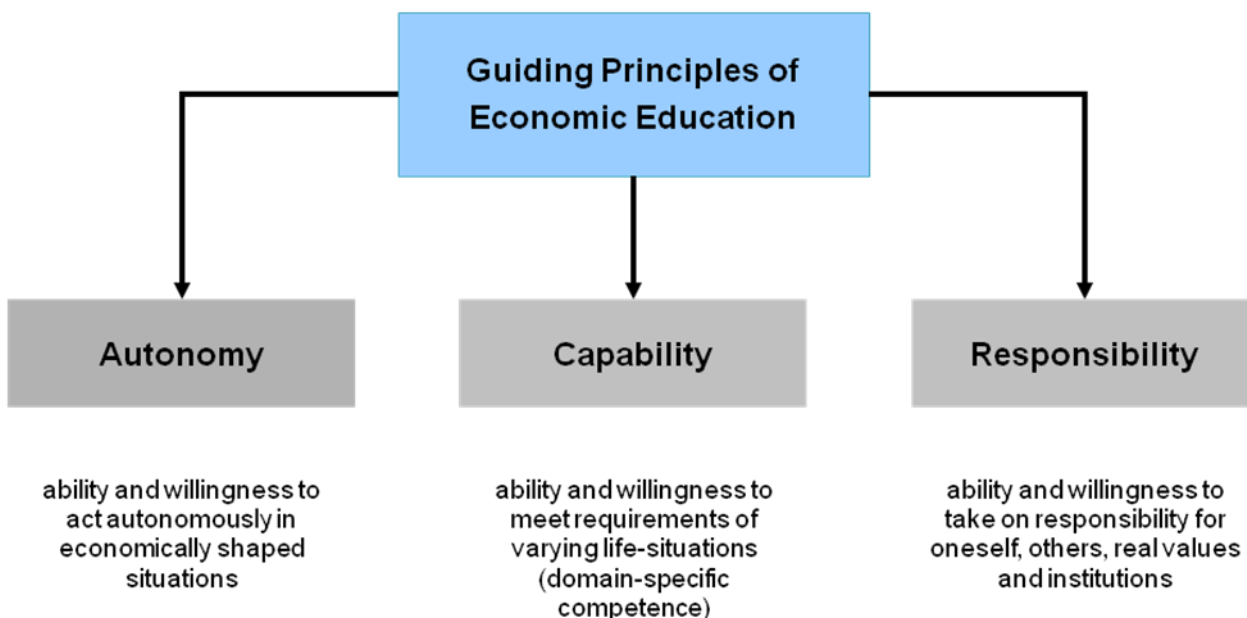 Guiding Principles of
Economic Education
Autonomy
Capability
Responsibility
ability and willingness to
act autonomously in
economically shaped
situations
ability and willingness to
meet requirements of
varying life-situations
(domain-specific
competence)
ability and willingness to
take on responsibility for
oneself, others, real values
and institutions